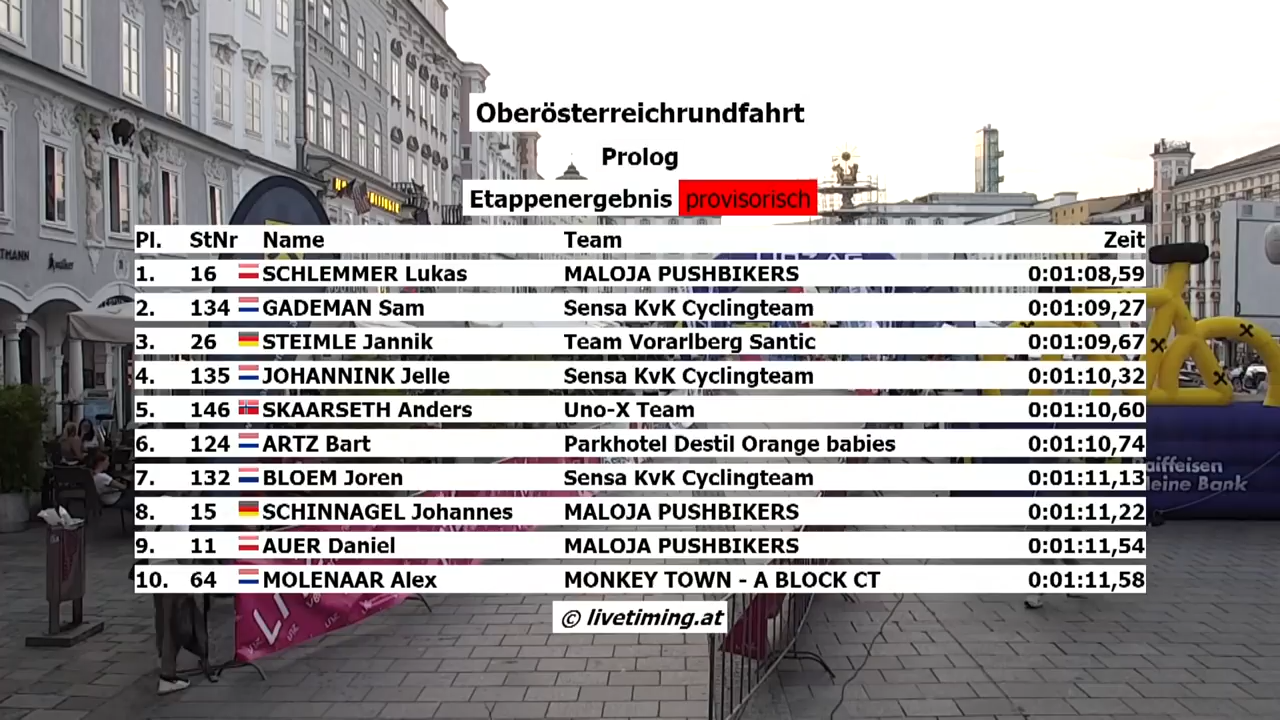 Oberösterreichrundfahrt
Prolog
Etappenergebnis provisorisch
Pl. StNr Name Team Zeit
1. 16 SCHLEMMER Lukas MALOJA PUSHBIKERS 0:01:08,59
2. 134 GADEMAN Sam Sensa KvK Cyclingteam 0:01:09,27
3. 26 STEIMLE Jannik Team Vorarlberg Santic 0:01:09,67
4. 135 JOHANNINK Jelle Sensa KvK Cyclingteam 0:01:10,32
5. 146 SKAARSETH Anders Uno-X Team 0:01:10,60
6. 124 ARTZ Bart Parkhotel Destil Orange babies 0:01:10,74
7. 132 BLOEM Joren Sensa KvK Cyclingteam 0:01:11,13
8. 15 SCHINNAGEL Johannes MALOJA PUSHBIKERS 0:01:11,22
9. 11 AUER Daniel MALOJA PUSHBIKERS 0:01:11,54
10. 64 MOLENAAR Alex MONKEY TOWN - A BLOCK CT 0:01:11,58
© livetiming.at
aiffeisen
eine Bank